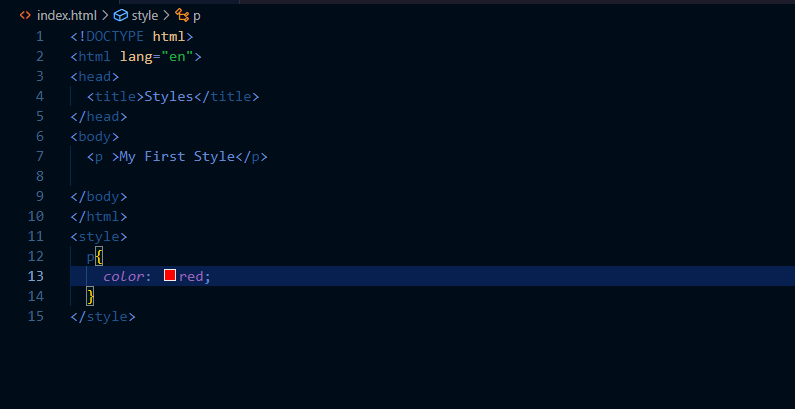 index.html > style > p
1 <!DOCTYPE html>
2 <html lang="en">
3 <head>
4   <title>Styles</title>
5 </head>
6 <body>
7   <p >My First Style</p>
8
9 </body>
10 </html>
11 <style>
12   p{
13     color: red;
14   }
15 </style>